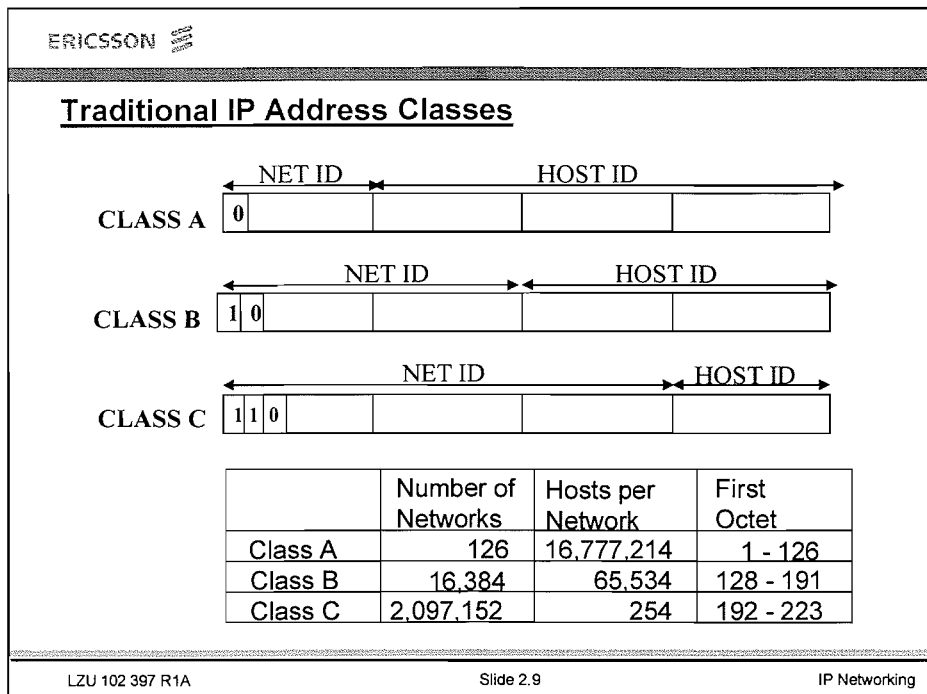 ERICSSON
Traditional IP Address Classes
NET ID HOST ID
CLASS A 0
NET ID HOST ID
CLASS B 1 0
NET ID HOST ID
CLASS C 1 1 0
Number of Networks Hosts per Network First Octet
Class A 126 16,777,214 1 - 126
Class B 16,384 65,534 128 - 191
Class C 2,097,152 254 192 - 223
LZU 102 397 R1A Slide 2.9 IP Networking